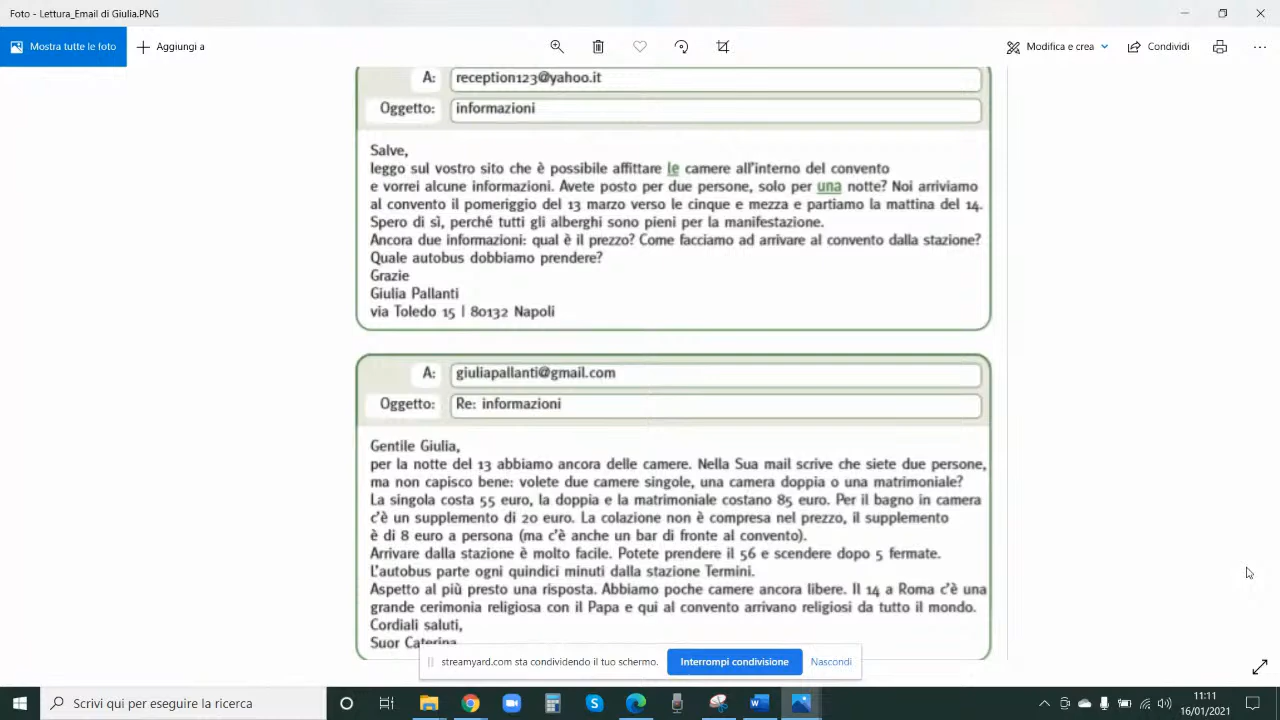 Foto - Lettura_Email di Giulia.PNG
Mostra tutte le foto
Aggiungi a
Modifica e crea
Condividi
A: reception123@yahoo.it
Oggetto: informazioni
Salve,
leggo sul vostro sito che è possibile affittare le camere all'interno del convento
e vorrei alcune informazioni. Avete posto per due persone, solo per una notte? Noi arriviamo
al convento il pomeriggio del 13 marzo verso le cinque e mezza e partiamo la mattina del 14.
Spero di sì, perché tutti gli alberghi sono pieni per la manifestazione.
Ancora due informazioni: qual è il prezzo? Come facciamo ad arrivare al convento dalla stazione?
Quale autobus dobbiamo prendere?
Grazie
Giulia Pallanti
via Toledo 15 | 80132 Napoli
A: giuliapallanti@gmail.com
Oggetto: Re: informazioni
Gentile Giulia,
per la notte del 13 abbiamo ancora delle camere. Nella Sua mail scrive che siete due persone,
ma non capisco bene: volete due camere singole, una camera doppia o una matrimoniale?
La singola costa 55 euro, la doppia e la matrimoniale costano 85 euro. Per il bagno in camera
c'è un supplemento di 20 euro. La colazione non è compresa nel prezzo, il supplemento
è di 8 euro a persona (ma c'è anche un bar di fronte al convento).
Arrivare dalla stazione è molto facile. Potete prendere il 56 e scendere dopo 5 fermate.
L'autobus parte ogni quindici minuti dalla stazione Termini.
Aspetto al più presto una risposta. Abbiamo poche camere ancora libere. Il 14 a Roma c'è una
grande cerimonia religiosa con il Papa e qui al convento arrivano religiosi da tutto il mondo.
Cordiali saluti,
Suor Caterina
streamyard.com sta condividendo il tuo schermo.
Interrompi condivisione
Nascondi
Scrivi qui per eseguire la ricerca
11:11
16/01/2021